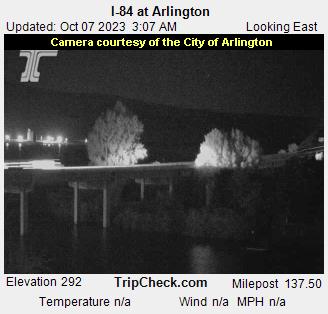 I-84 at Arlington
Updated: Oct 07 2023 3:07 AM Looking East
Camera courtesy of the City of Arlington
Elevation 292 TripCheck.com Milepost 137.50
Temperature n/a Wind n/a MPH n/a